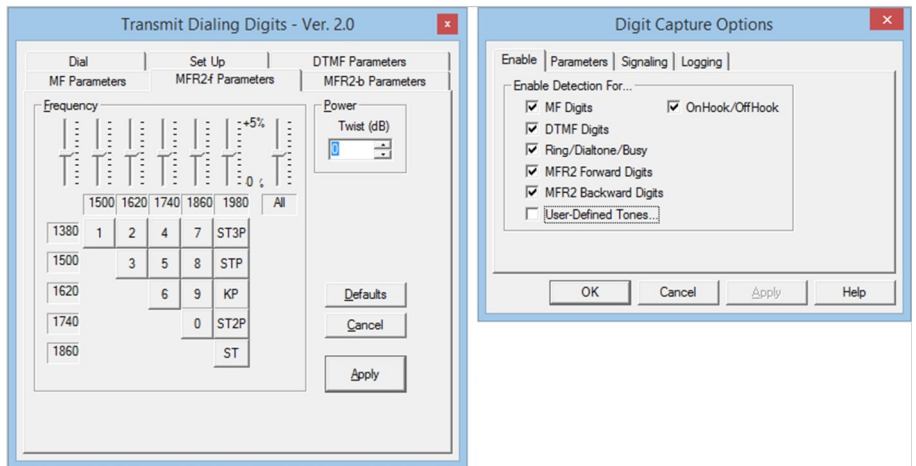 Transmit Dialing Digits - Ver. 2.0
x
Dial Set Up DTMF Parameters
MF Parameters MFR2-f Parameters MFR2-b Parameters
Frequency
+5%
0
1500 1620 1740 1860 1980 All
1380 1 2 4 7 ST3P
1500 3 5 8 STP
1620 6 9 KP
1740 0 ST2P
1860 ST
Power
Twist (dB)
0
Defaults
Cancel
Apply
Digit Capture Options
×
Enable Parameters Signaling Logging
Enable Detection For...
MF Digits OnHook/OffHook
DTMF Digits
Ring/Dialtone/Busy
MFR2 Forward Digits
MFR2 Backward Digits
User-Defined Tones...
OK Cancel Apply Help